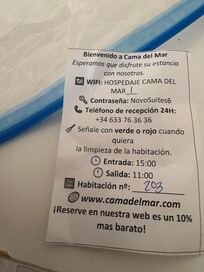 Bienvenido a Cama del Mar
Esperamos que disfrute su estancia
con nosotros.
WIFI: HOSPEDAJE CAMA DEL
MAR 1
Contraseña: NovoSuites6
Teléfono de recepción 24H:
+34 633 76 36 36
Señale con verde o rojo cuando
quiera
la limpieza de la habitación.
Entrada: 15:00
Salida: 11:00
Habitación nº: 203
www.camadelmar.com
¡Reserve en nuestra web es un 10%
mas barato!